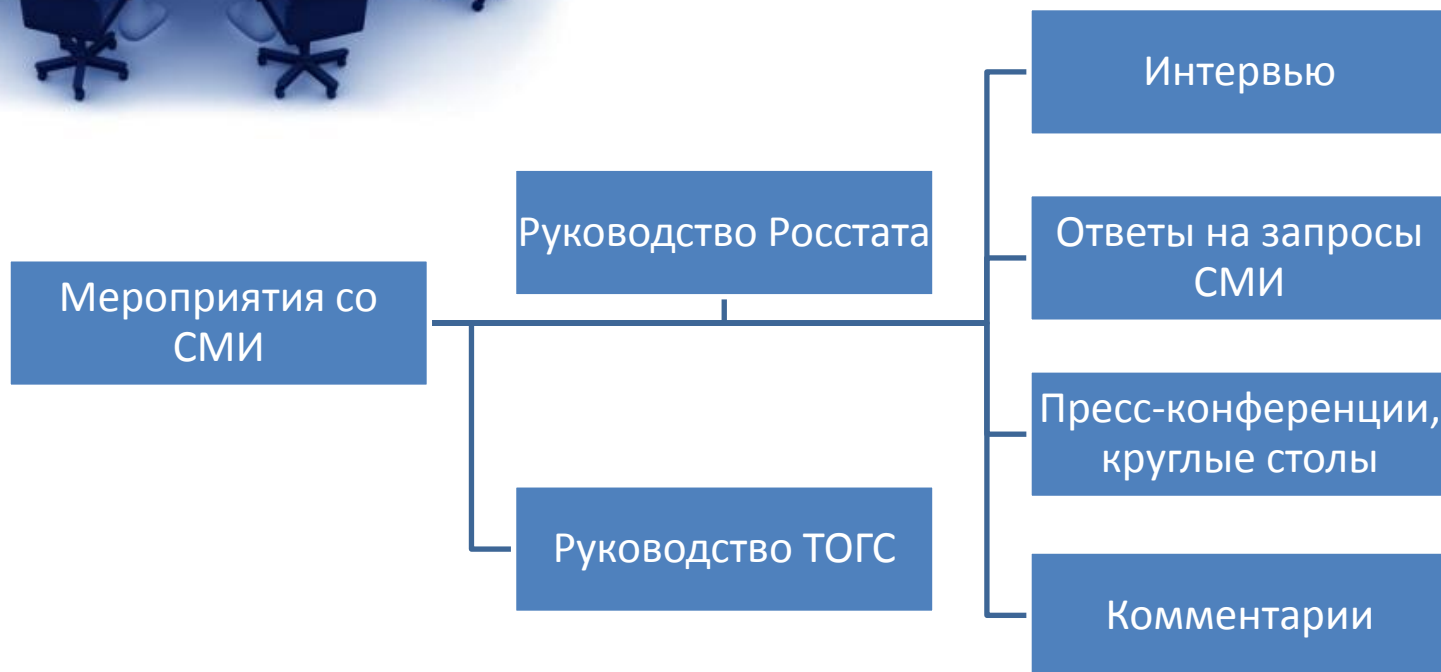 Мероприятия со
СМИ
Руководство Росстата
Руководство ТОГС
Интервью
Ответы на запросы
СМИ
Пресс-конференции,
круглые столы
Комментарии